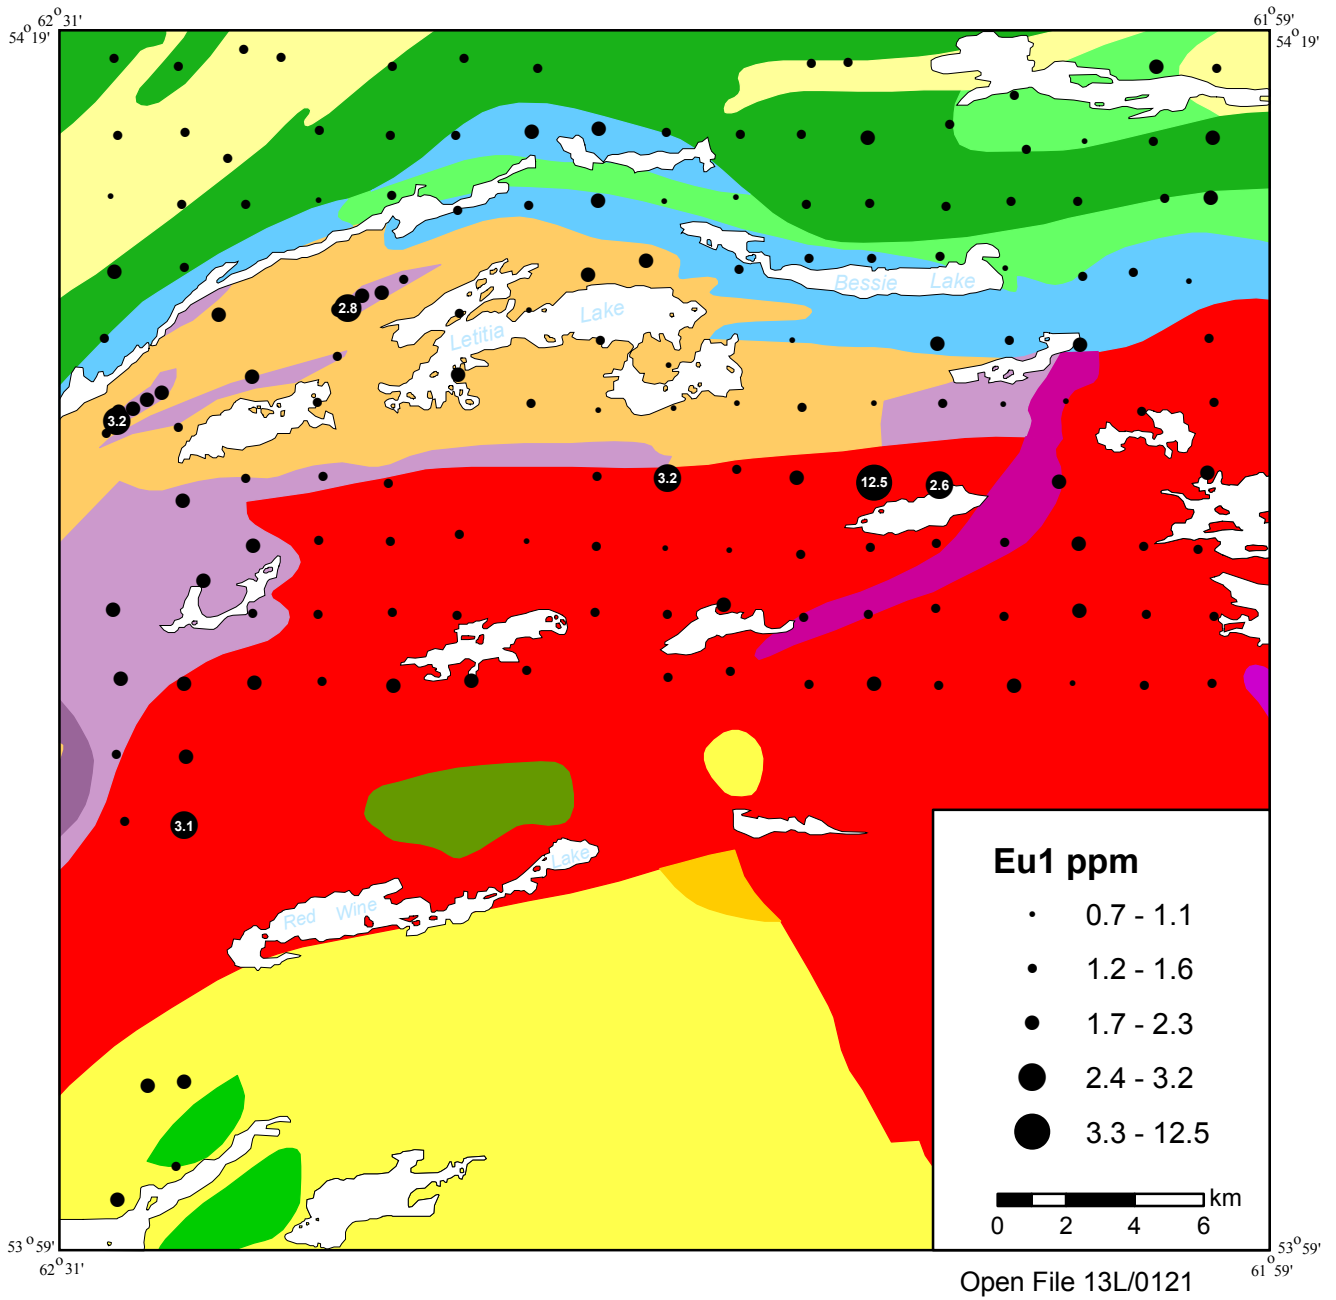 62°31'
61°59'
54°19'
54°19'
2.8
Bessie Lake
Letitia Lake
3.2
3.2
12.5
2.6
3.1
Red Wine Lake
Eu1 ppm
0.7 - 1.1
1.2 - 1.6
1.7 - 2.3
2.4 - 3.2
3.3 - 12.5
km
0 2 4 6
53°59'
53°59'
62°31'
61°59'
Open File 13L/0121